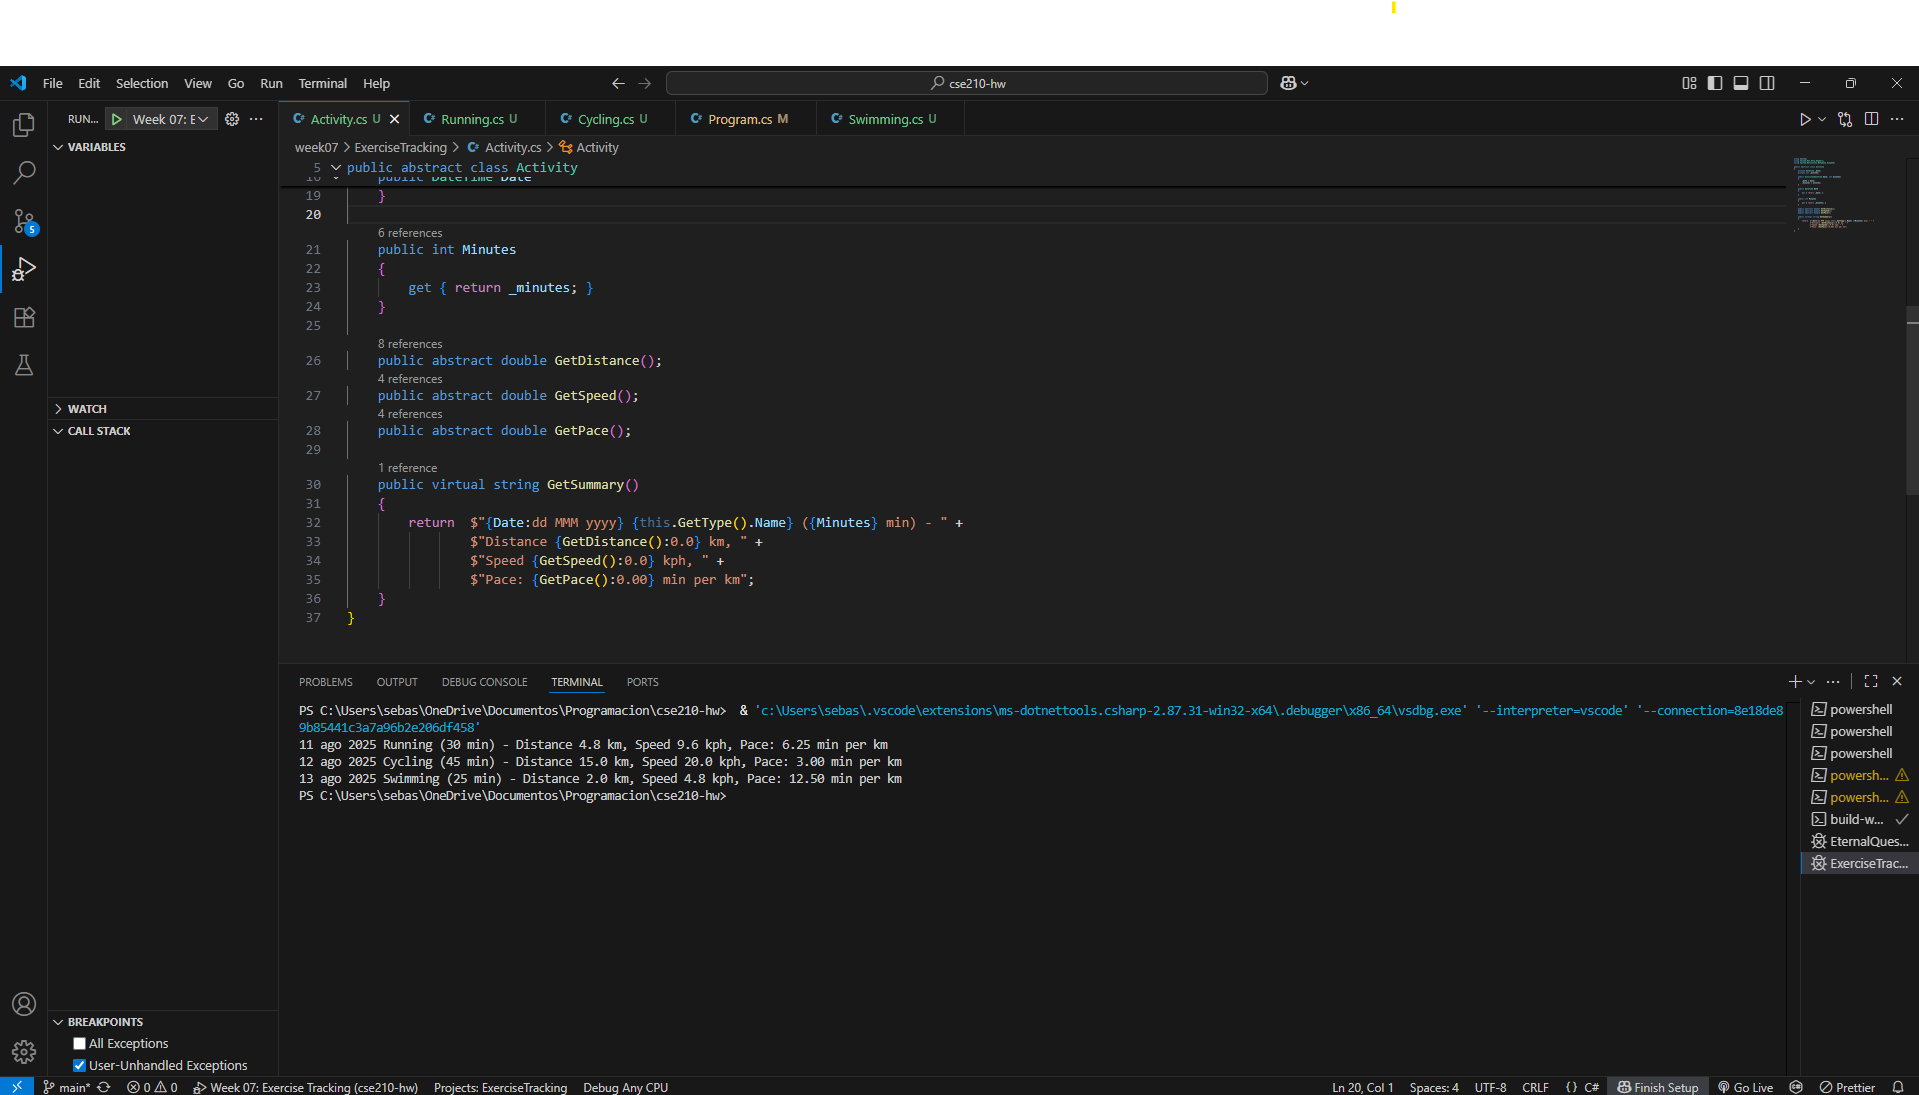 File Edit Selection View Go Run Terminal Help
cse210-hw
RUN... Week 07: E
Activity.cs U
Running.cs U
Cycling.cs U
Program.cs M
Swimming.cs U
VARIABLES
WATCH
CALL STACK
BREAKPOINTS
All Exceptions
User-Unhandled Exceptions
5
week07 > ExerciseTracking > Activity.cs > Activity
5 public abstract class Activity
18 public DateTime Date
19 }
20
6 references
21 public int Minutes
22 {
23 get { return _minutes; }
24 }
25
8 references
26 public abstract double GetDistance();
4 references
27 public abstract double GetSpeed();
4 references
28 public abstract double GetPace();
29
1 reference
30 public virtual string GetSummary()
31 {
32 return  $"{Date:dd MMM yyyy} {this.GetType().Name} ({Minutes} min) - " +
33 $"Distance {GetDistance():0.0} km, " +
34 $"Speed {GetSpeed():0.0} kph, " +
35 $"Pace: {GetPace():0.00} min per km";
36 }
37 }
PROBLEMS OUTPUT DEBUG CONSOLE TERMINAL PORTS
PS C:\Users\sebas\OneDrive\Documentos\Programacion\cse210-hw>  & 'c:\Users\sebas\.vscode\extensions\ms-dotnettools.csharp-2.87.31-win32-x64\.debugger\x86_64\vsdbg.exe' '--interpreter=vscode' '--connection=8e18de8
9b85441c3a7a96b2e206df458'
11 ago 2025 Running (30 min) - Distance 4.8 km, Speed 9.6 kph, Pace: 6.25 min per km
12 ago 2025 Cycling (45 min) - Distance 15.0 km, Speed 20.0 kph, Pace: 3.00 min per km
13 ago 2025 Swimming (25 min) - Distance 2.0 km, Speed 4.8 kph, Pace: 12.50 min per km
PS C:\Users\sebas\OneDrive\Documentos\Programacion\cse210-hw>
powershell
powershell
powershell
powersh...
powersh...
build-w...
EternalQues...
ExerciseTrac...
main* 0 0 Week 07: Exercise Tracking (cse210-hw) Projects: ExerciseTracking Debug Any CPU
Ln 20, Col 1 Spaces: 4 UTF-8 CRLF {} C# Finish Setup Go Live Prettier